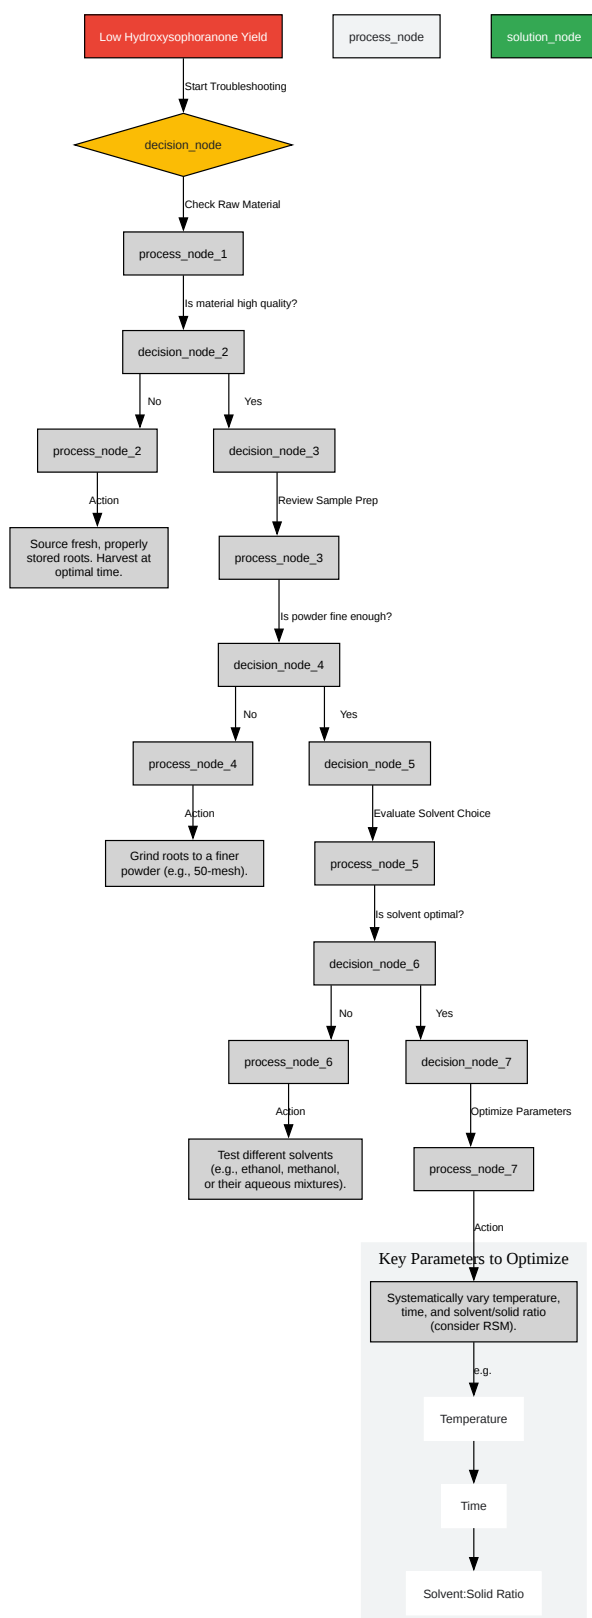 Low Hydroxysophoranone Yield
process_node
solution_node
Start Troubleshooting
decision_node
Check Raw Material
process_node_1
Is material high quality?
decision_node_2
No
Yes
process_node_2
decision_node_3
Action
Review Sample Prep
Source fresh, properly
stored roots. Harvest at
optimal time.
process_node_3
Is powder fine enough?
decision_node_4
No
Yes
process_node_4
decision_node_5
Action
Evaluate Solvent Choice
Grind roots to a finer
powder (e.g., 50-mesh).
process_node_5
Is solvent optimal?
decision_node_6
No
Yes
process_node_6
decision_node_7
Action
Optimize Parameters
Test different solvents
(e.g., ethanol, methanol,
or their aqueous mixtures).
process_node_7
Action
Key Parameters to Optimize
Systematically vary temperature,
time, and solvent/solid ratio
(consider RSM).
e.g.
Temperature
Time
Solvent:Solid Ratio